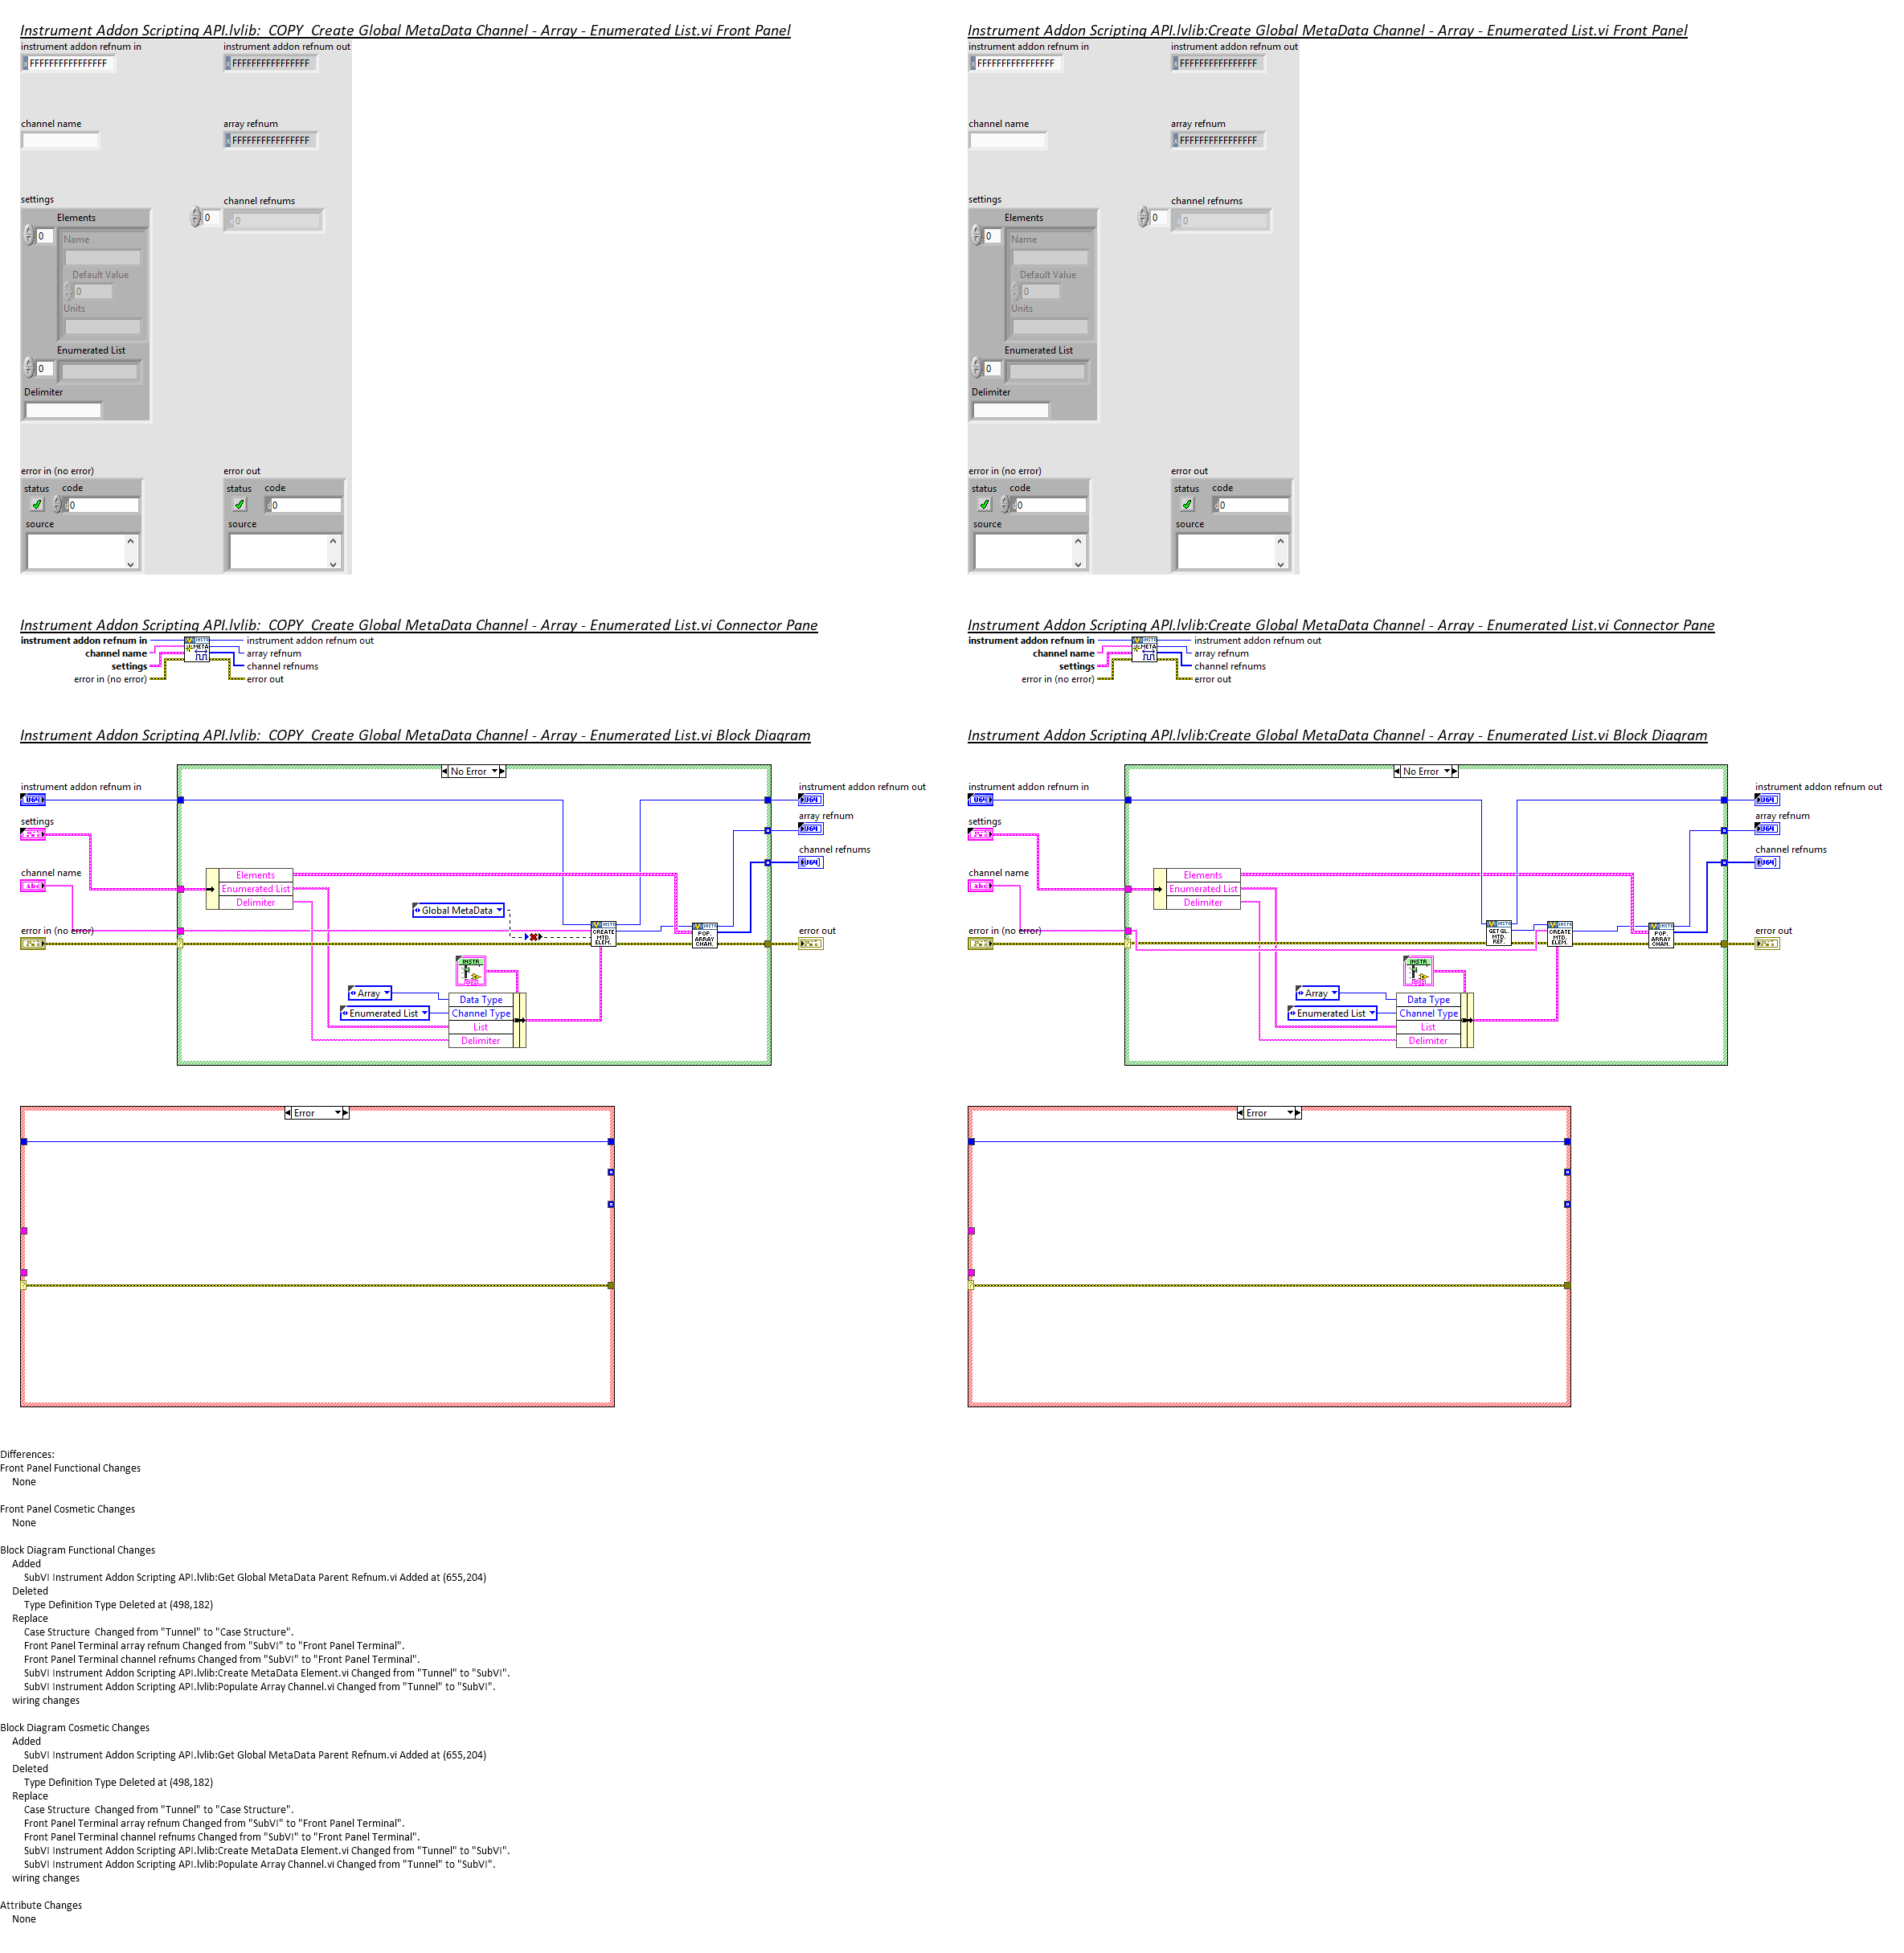 Instrument Addon Scripting API.lvlib:  COPY  Create Global MetaData Channel - Array - Enumerated List.vi Front Panel
instrument addon refnum in
instrument addon refnum out
x FFFFFFFFFFFFFFFF
x FFFFFFFFFFFFFFFF
channel name
array refnum
x FFFFFFFFFFFFFFFF
settings
channel refnums
Elements
0
x 0
0
Name
Default Value
0
Units
Enumerated List
0
Delimiter
error in (no error)
error out
status code
status code
d 0
d 0
source
source
Instrument Addon Scripting API.lvlib:Create Global MetaData Channel - Array - Enumerated List.vi Front Panel
instrument addon refnum in
instrument addon refnum out
x FFFFFFFFFFFFFFFF
x FFFFFFFFFFFFFFFF
channel name
array refnum
x FFFFFFFFFFFFFFFF
settings
channel refnums
Elements
0
x 0
0
Name
Default Value
0
Units
Enumerated List
0
Delimiter
error in (no error)
error out
status code
status code
d 0
d 0
source
source
Instrument Addon Scripting API.lvlib:  COPY  Create Global MetaData Channel - Array - Enumerated List.vi Connector Pane
instrument addon refnum in
channel name
settings
error in (no error)
INSTR
META
instrument addon refnum out
array refnum
channel refnums
error out
Instrument Addon Scripting API.lvlib:Create Global MetaData Channel - Array - Enumerated List.vi Connector Pane
instrument addon refnum in
channel name
settings
error in (no error)
INSTR
META
instrument addon refnum out
array refnum
channel refnums
error out
Instrument Addon Scripting API.lvlib:  COPY  Create Global MetaData Channel - Array - Enumerated List.vi Block Diagram
No Error
instrument addon refnum in
U64
settings
channel name
abc
error in (no error)
Elements
Enumerated List
Delimiter
Global MetaData
INSTR
CREATE
MTD.
ELEM.
INSTR
POP.
ARRAY
CHAN.
INSTR
Array
Enumerated List
Data Type
Channel Type
List
Delimiter
instrument addon refnum out
U64
array refnum
U64
channel refnums
U64
error out
Error
Instrument Addon Scripting API.lvlib:Create Global MetaData Channel - Array - Enumerated List.vi Block Diagram
No Error
instrument addon refnum in
U64
settings
channel name
abc
error in (no error)
Elements
Enumerated List
Delimiter
INSTR
GET GL.
MTD.
REF.
INSTR
CREATE
MTD.
ELEM.
INSTR
POP.
ARRAY
CHAN.
INSTR
Array
Enumerated List
Data Type
Channel Type
List
Delimiter
instrument addon refnum out
U64
array refnum
U64
channel refnums
U64
error out
Error
Differences:
Front Panel Functional Changes
None
Front Panel Cosmetic Changes
None
Block Diagram Functional Changes
Added
SubVI Instrument Addon Scripting API.lvlib:Get Global MetaData Parent Refnum.vi Added at (655,204)
Deleted
Type Definition Type Deleted at (498,182)
Replace
Case Structure  Changed from "Tunnel" to "Case Structure".
Front Panel Terminal array refnum Changed from "SubVI" to "Front Panel Terminal".
Front Panel Terminal channel refnums Changed from "SubVI" to "Front Panel Terminal".
SubVI Instrument Addon Scripting API.lvlib:Create MetaData Element.vi Changed from "Tunnel" to "SubVI".
SubVI Instrument Addon Scripting API.lvlib:Populate Array Channel.vi Changed from "Tunnel" to "SubVI".
wiring changes
Block Diagram Cosmetic Changes
Added
SubVI Instrument Addon Scripting API.lvlib:Get Global MetaData Parent Refnum.vi Added at (655,204)
Deleted
Type Definition Type Deleted at (498,182)
Replace
Case Structure  Changed from "Tunnel" to "Case Structure".
Front Panel Terminal array refnum Changed from "SubVI" to "Front Panel Terminal".
Front Panel Terminal channel refnums Changed from "SubVI" to "Front Panel Terminal".
SubVI Instrument Addon Scripting API.lvlib:Create MetaData Element.vi Changed from "Tunnel" to "SubVI".
SubVI Instrument Addon Scripting API.lvlib:Populate Array Channel.vi Changed from "Tunnel" to "SubVI".
wiring changes
Attribute Changes
None